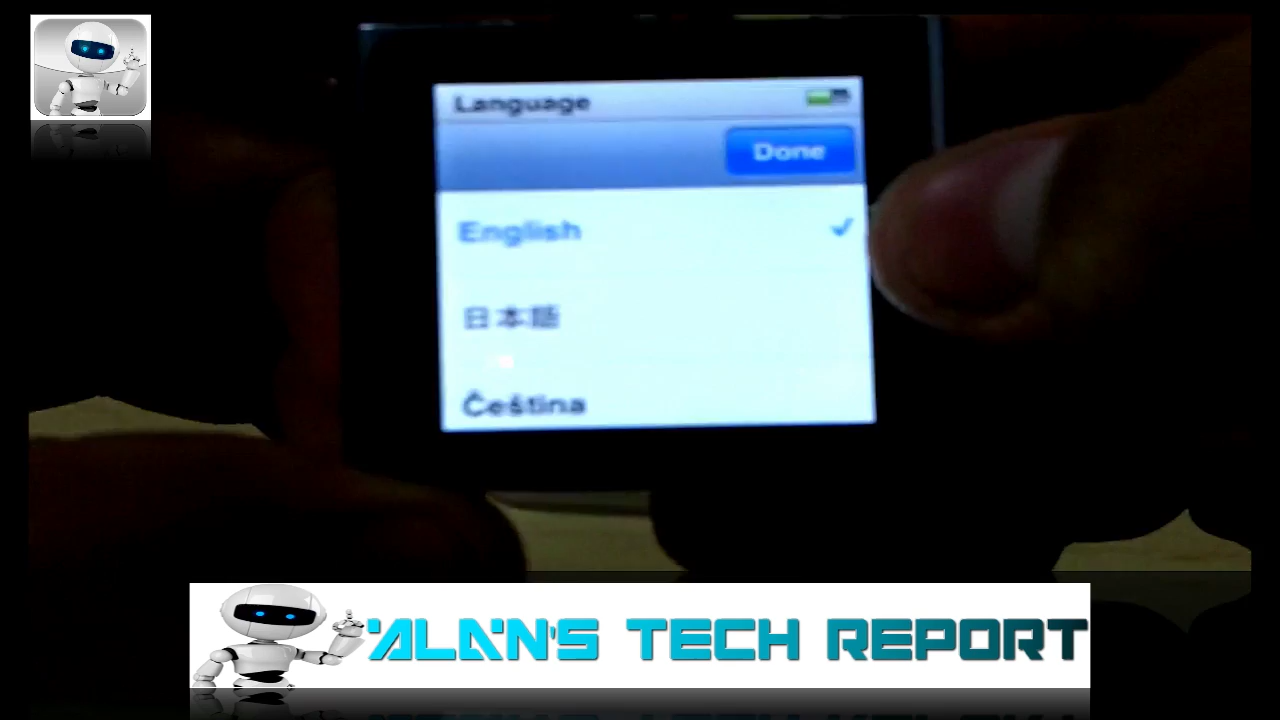 Language
Done
English
日本語
Čeština
ALAN'S TECH REPORT